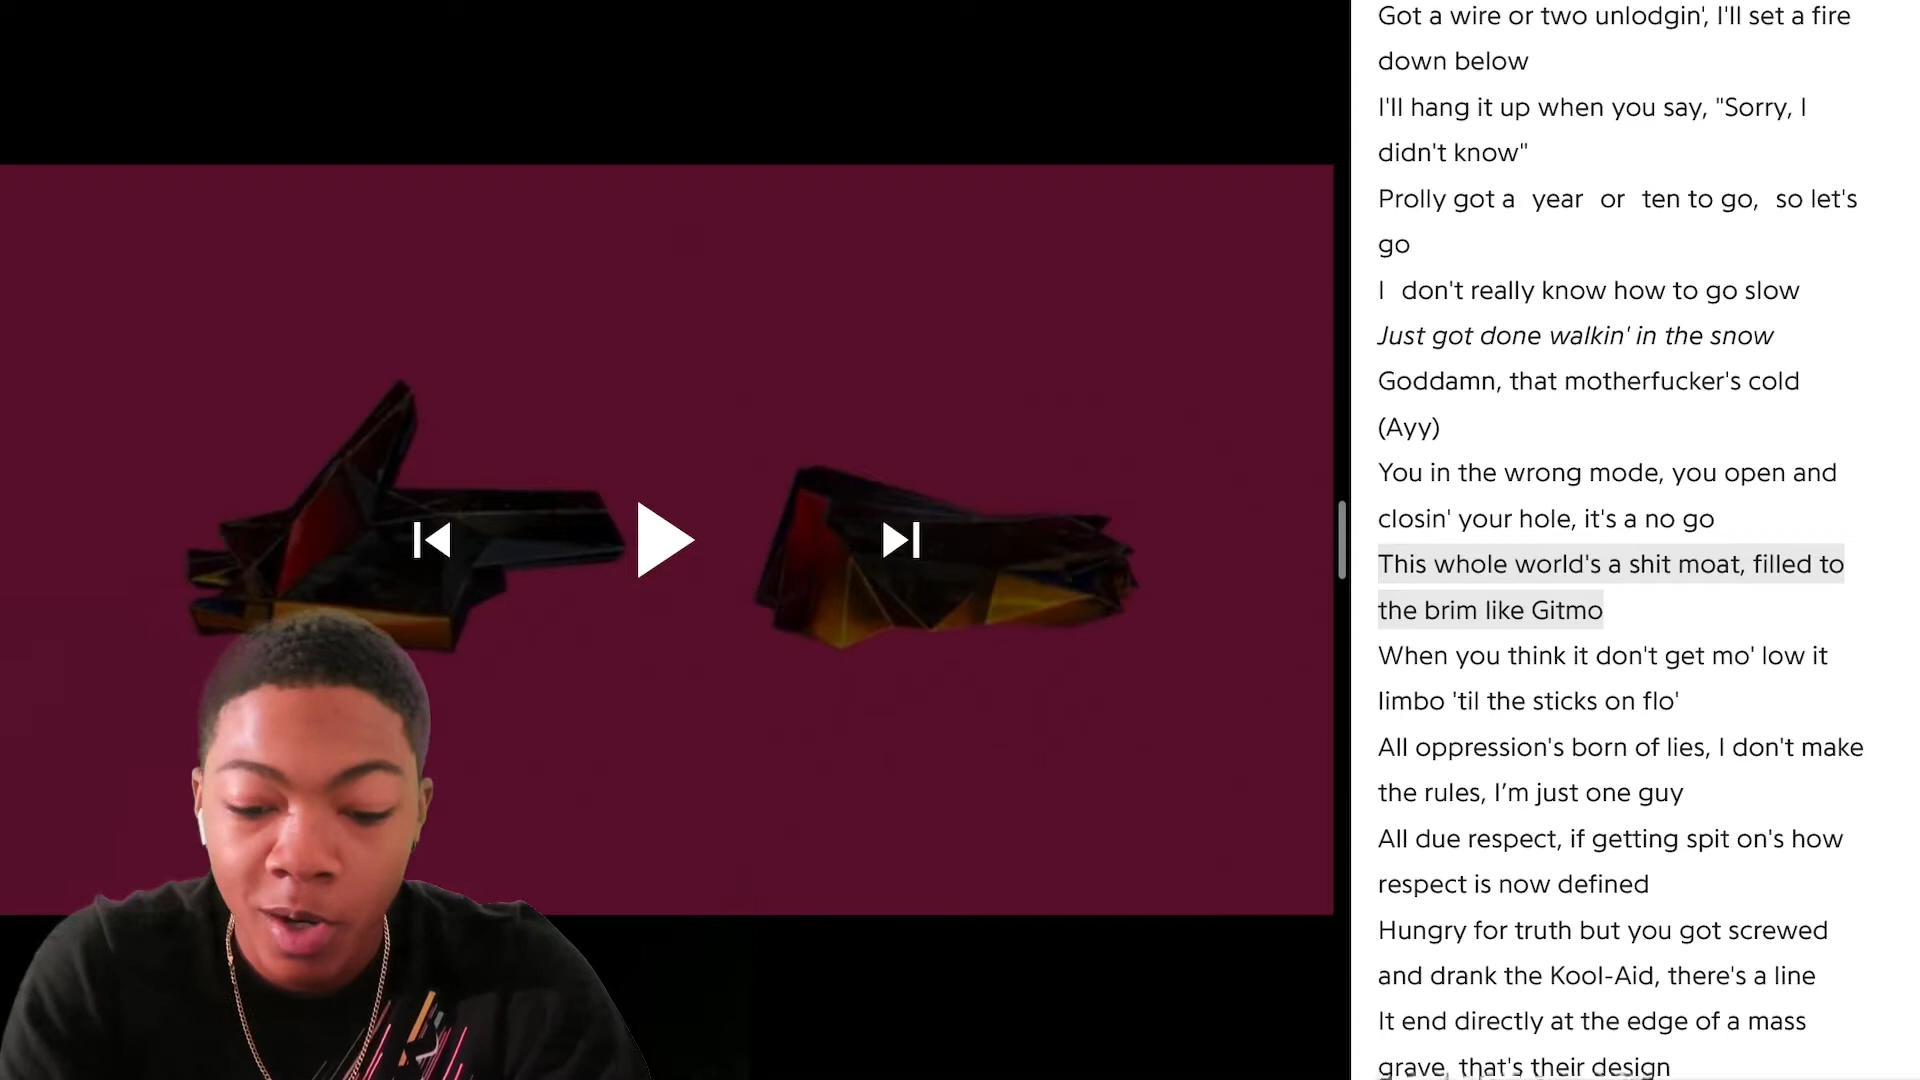 Got a wire or two unlodgin', I'll set a fire
down below
I'll hang it up when you say, "Sorry, I
didn't know"
Prolly got a year or ten to go, so let's
go
I don't really know how to go slow
Just got done walkin' in the snow
Goddamn, that motherfucker's cold
(Ayy)
You in the wrong mode, you open and
closin' your hole, it's a no go
This whole world's a shit moat, filled to
the brim like Gitmo
When you think it don't get mo' low it
limbo 'til the sticks on flo'
All oppression's born of lies, I don't make
the rules, I’m just one guy
All due respect, if getting spit on's how
respect is now defined
Hungry for truth but you got screwed
and drank the Kool-Aid, there's a line
It end directly at the edge of a mass
grave, that's their design